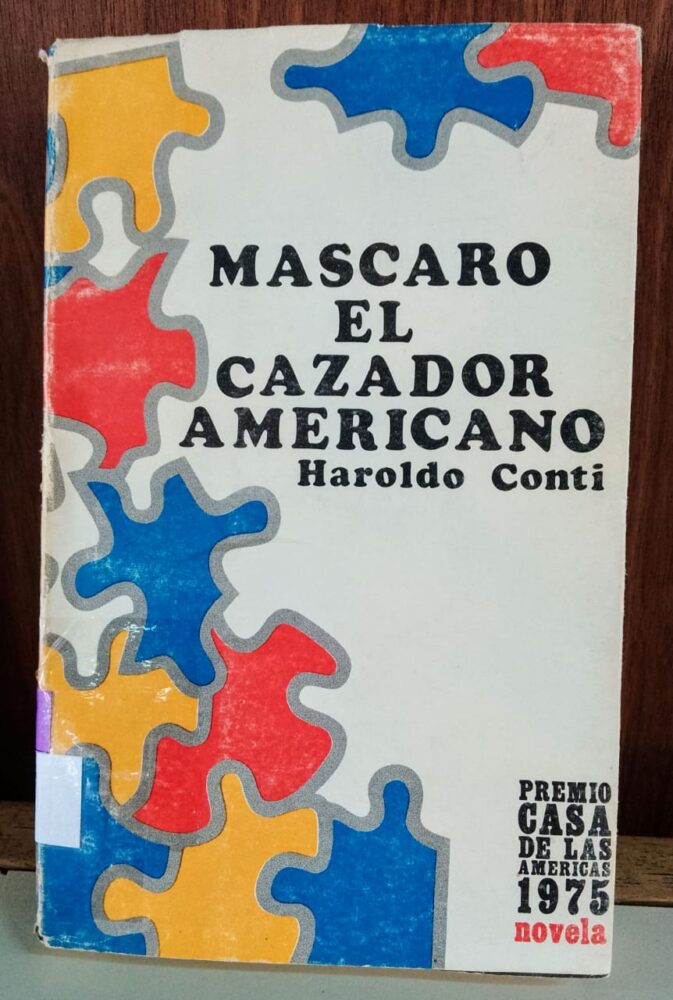 MASCARO
EL
CAZADOR
AMERICANO
Haroldo Conti
PREMIO
CASA
DE LAS
AMERICAS
1975
novela